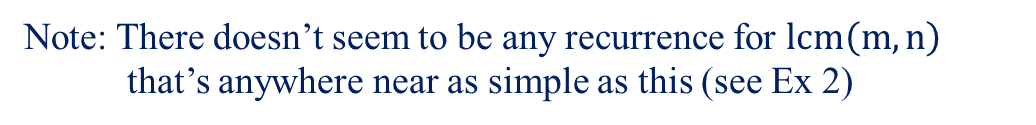 Note: There doesn’t seem to be any recurrence for lcm(m, n)
that’s anywhere near as simple as this (see Ex 2)